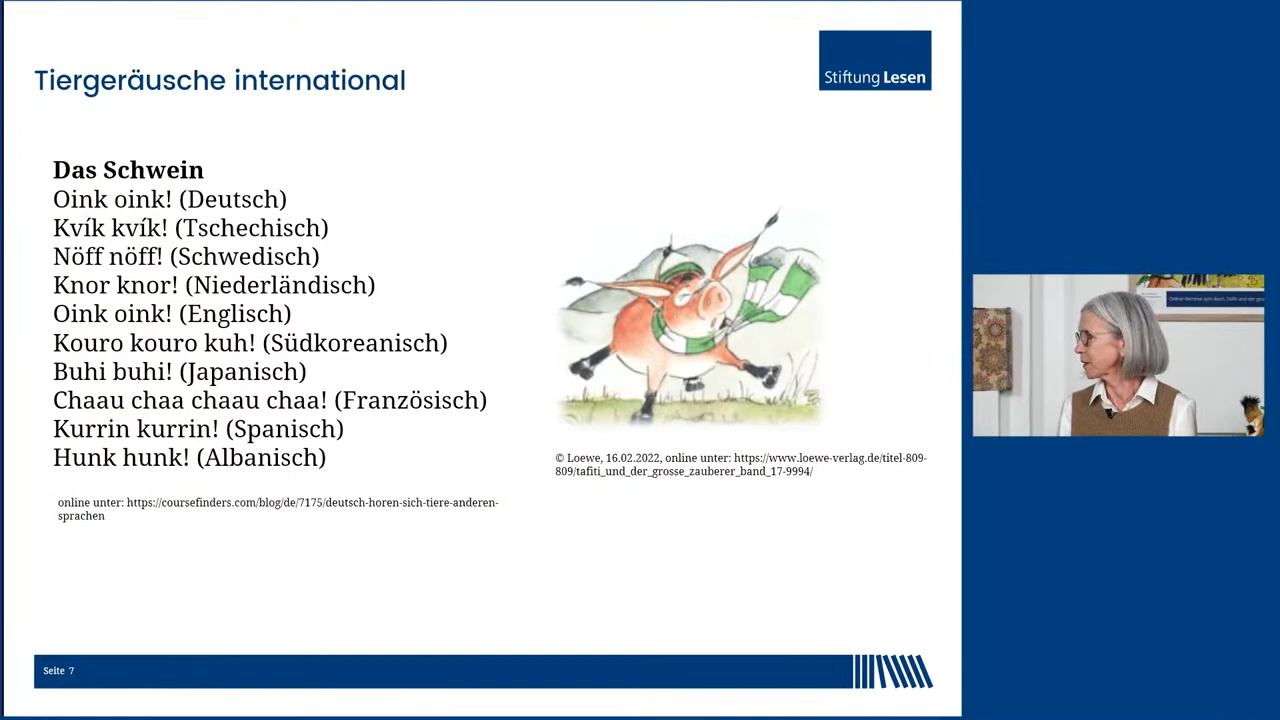 Tiergeräusche international
Stiftung Lesen
Das Schwein
Oink oink! (Deutsch)
Kvík kvík! (Tschechisch)
Nöff nöff! (Schwedisch)
Knor knor! (Niederländisch)
Oink oink! (Englisch)
Kouro kouro kuh! (Südkoreanisch)
Buhi buhi! (Japanisch)
Chaau chaa chaau chaa! (Französisch)
Kurrin kurrin! (Spanisch)
Hunk hunk! (Albanisch)
online unter: https://coursefinders.com/blog/de/7175/deutsch-horen-sich-tiere-anderen-
sprachen
© Loewe, 16.02.2022, online unter: https://www.loewe-verlag.de/titel-809-
809/tafiti_und_der_grosse_zauberer_band_17-9994/
Seite 7